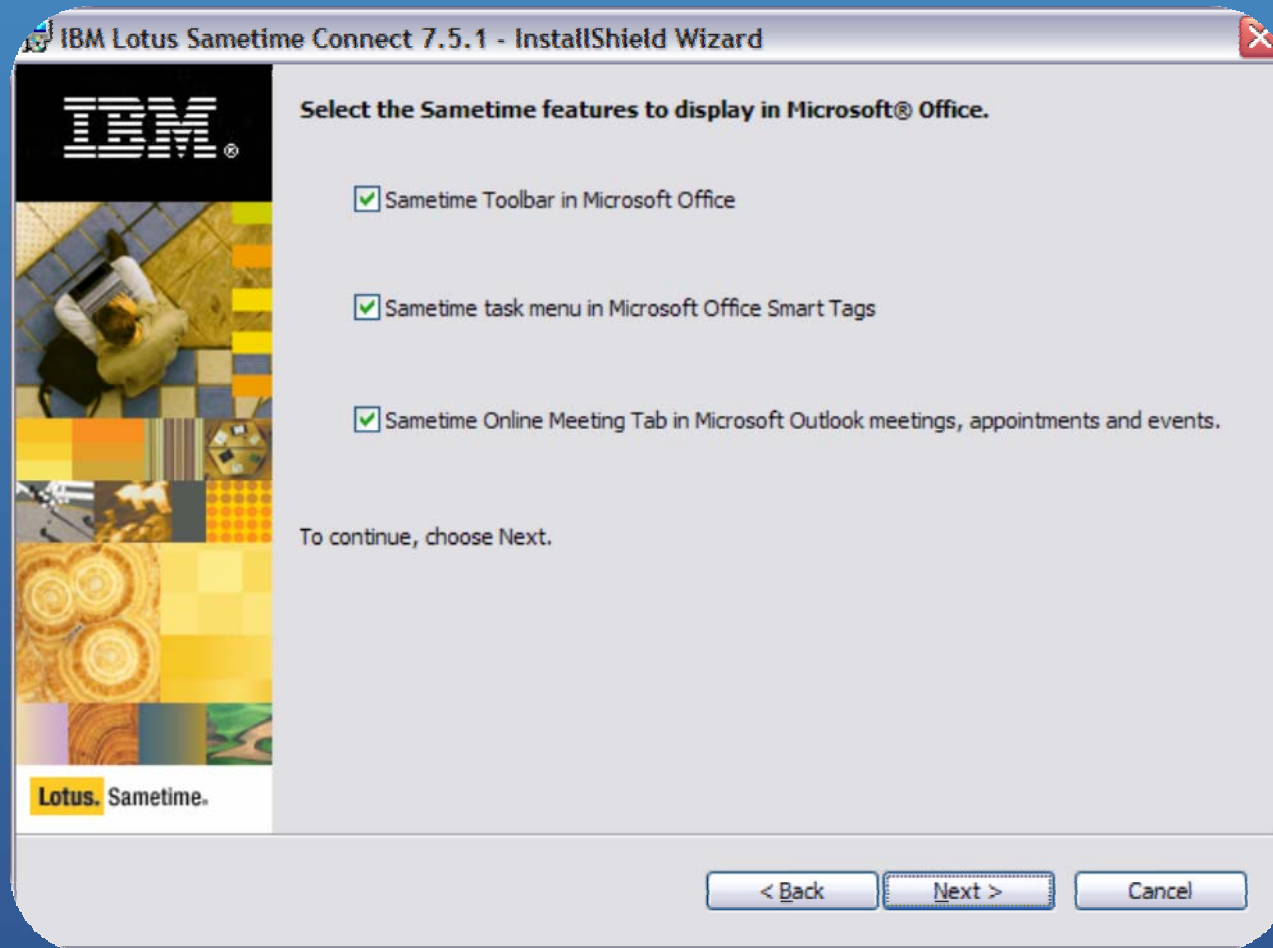 IBM Lotus Sametime Connect 7.5.1 - InstallShield Wizard
IBM®
Select the Sametime features to display in Microsoft® Office.
Sametime Toolbar in Microsoft Office
Sametime task menu in Microsoft Office Smart Tags
Sametime Online Meeting Tab in Microsoft Outlook meetings, appointments and events.
To continue, choose Next.
Lotus. Sametime®
< Back Next > Cancel